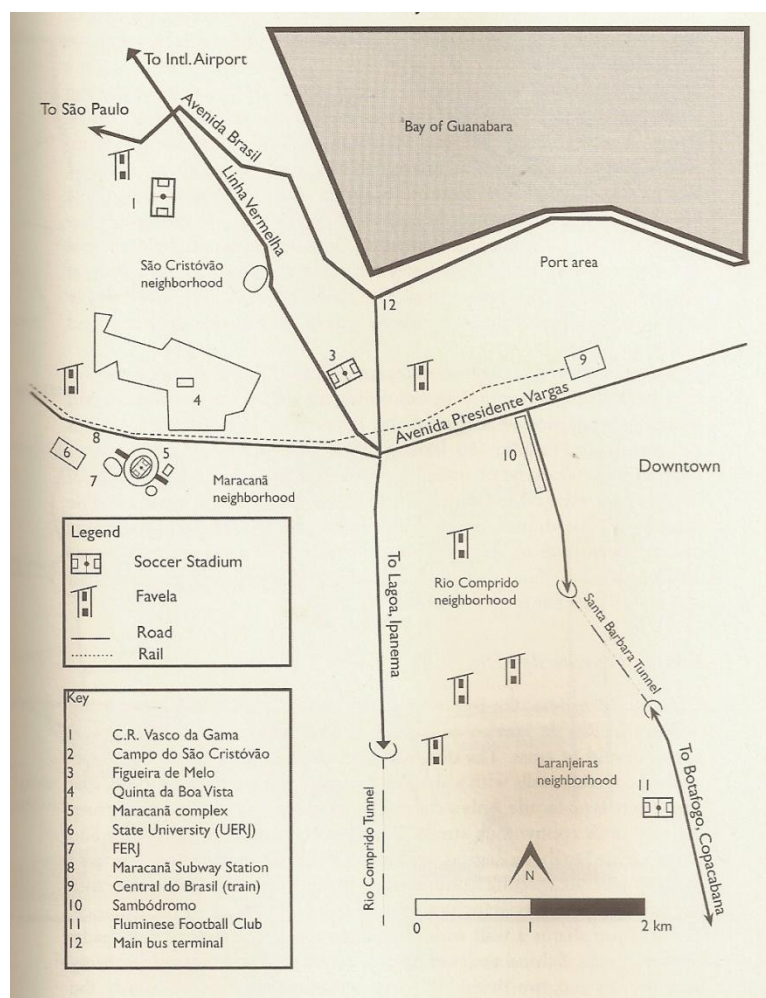 To Intl. Airport
To São Paulo
Avenida Brasil
Bay of Guanabara
Linha Vermelha
1
São Cristóvão
neighborhood
Port area
12
3
9
4
Avenida Presidente Vargas
8
5
6
7
10
Maracanã
neighborhood
Downtown
Legend
Soccer Stadium
Favela
Road
Rail
To Lagoa, Ipanema
Rio Comprido
neighborhood
Santa Barbara Tunnel
Key
1 C.R. Vasco da Gama
2 Campo do São Cristóvão
3 Figueira de Melo
4 Quinta da Boa Vista
5 Maracanã complex
6 State University (UERJ)
7 FERJ
8 Maracanã Subway Station
9 Central do Brasil (train)
10 Sambódromo
11 Fluminese Football Club
12 Main bus terminal
Rio Comprido Tunnel
Laranjeiras
neighborhood
11
To Botafogo, Copacabana
N
0 1 2 km